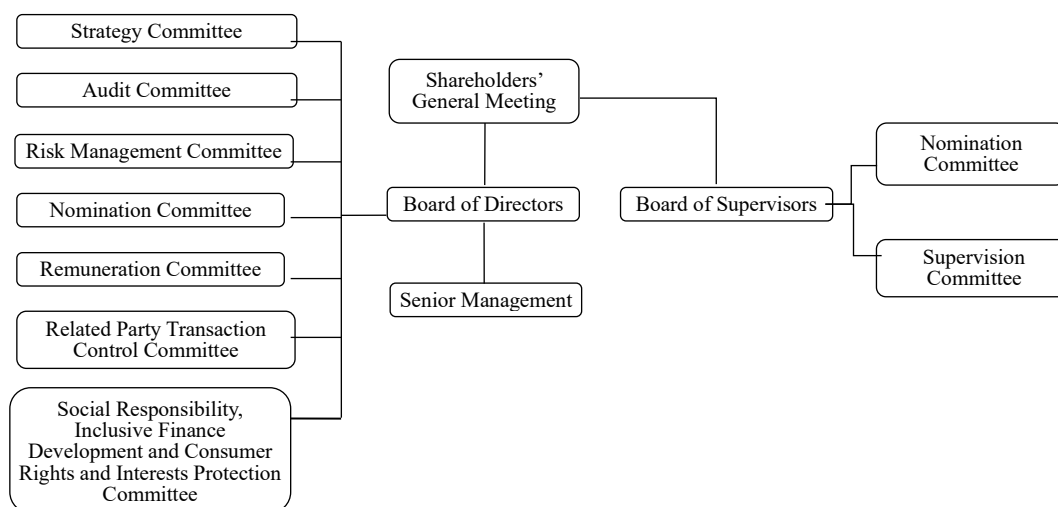 Strategy Committee
Audit Committee
Risk Management Committee
Nomination Committee
Remuneration Committee
Related Party Transaction
Control Committee
Social Responsibility,
Inclusive Finance
Development and Consumer
Rights and Interests Protection
Committee
Shareholders’
General Meeting
Board of Directors
Senior Management
Board of Supervisors
Nomination
Committee
Supervision
Committee